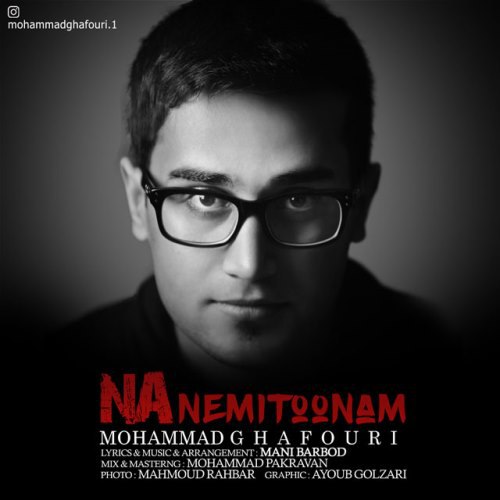 mohammadghafouri.1
NA NEMITOONAM
MOHAMMAD GHAFOURI
LYRICS & MUSIC & ARRANGEMENT : MANI BARBOD
MIX & MASTERNG : MOHAMMAD PAKRAVAN
PHOTO : MAHMOUD RAHBAR GRAPHIC : AYOUB GOLZARI